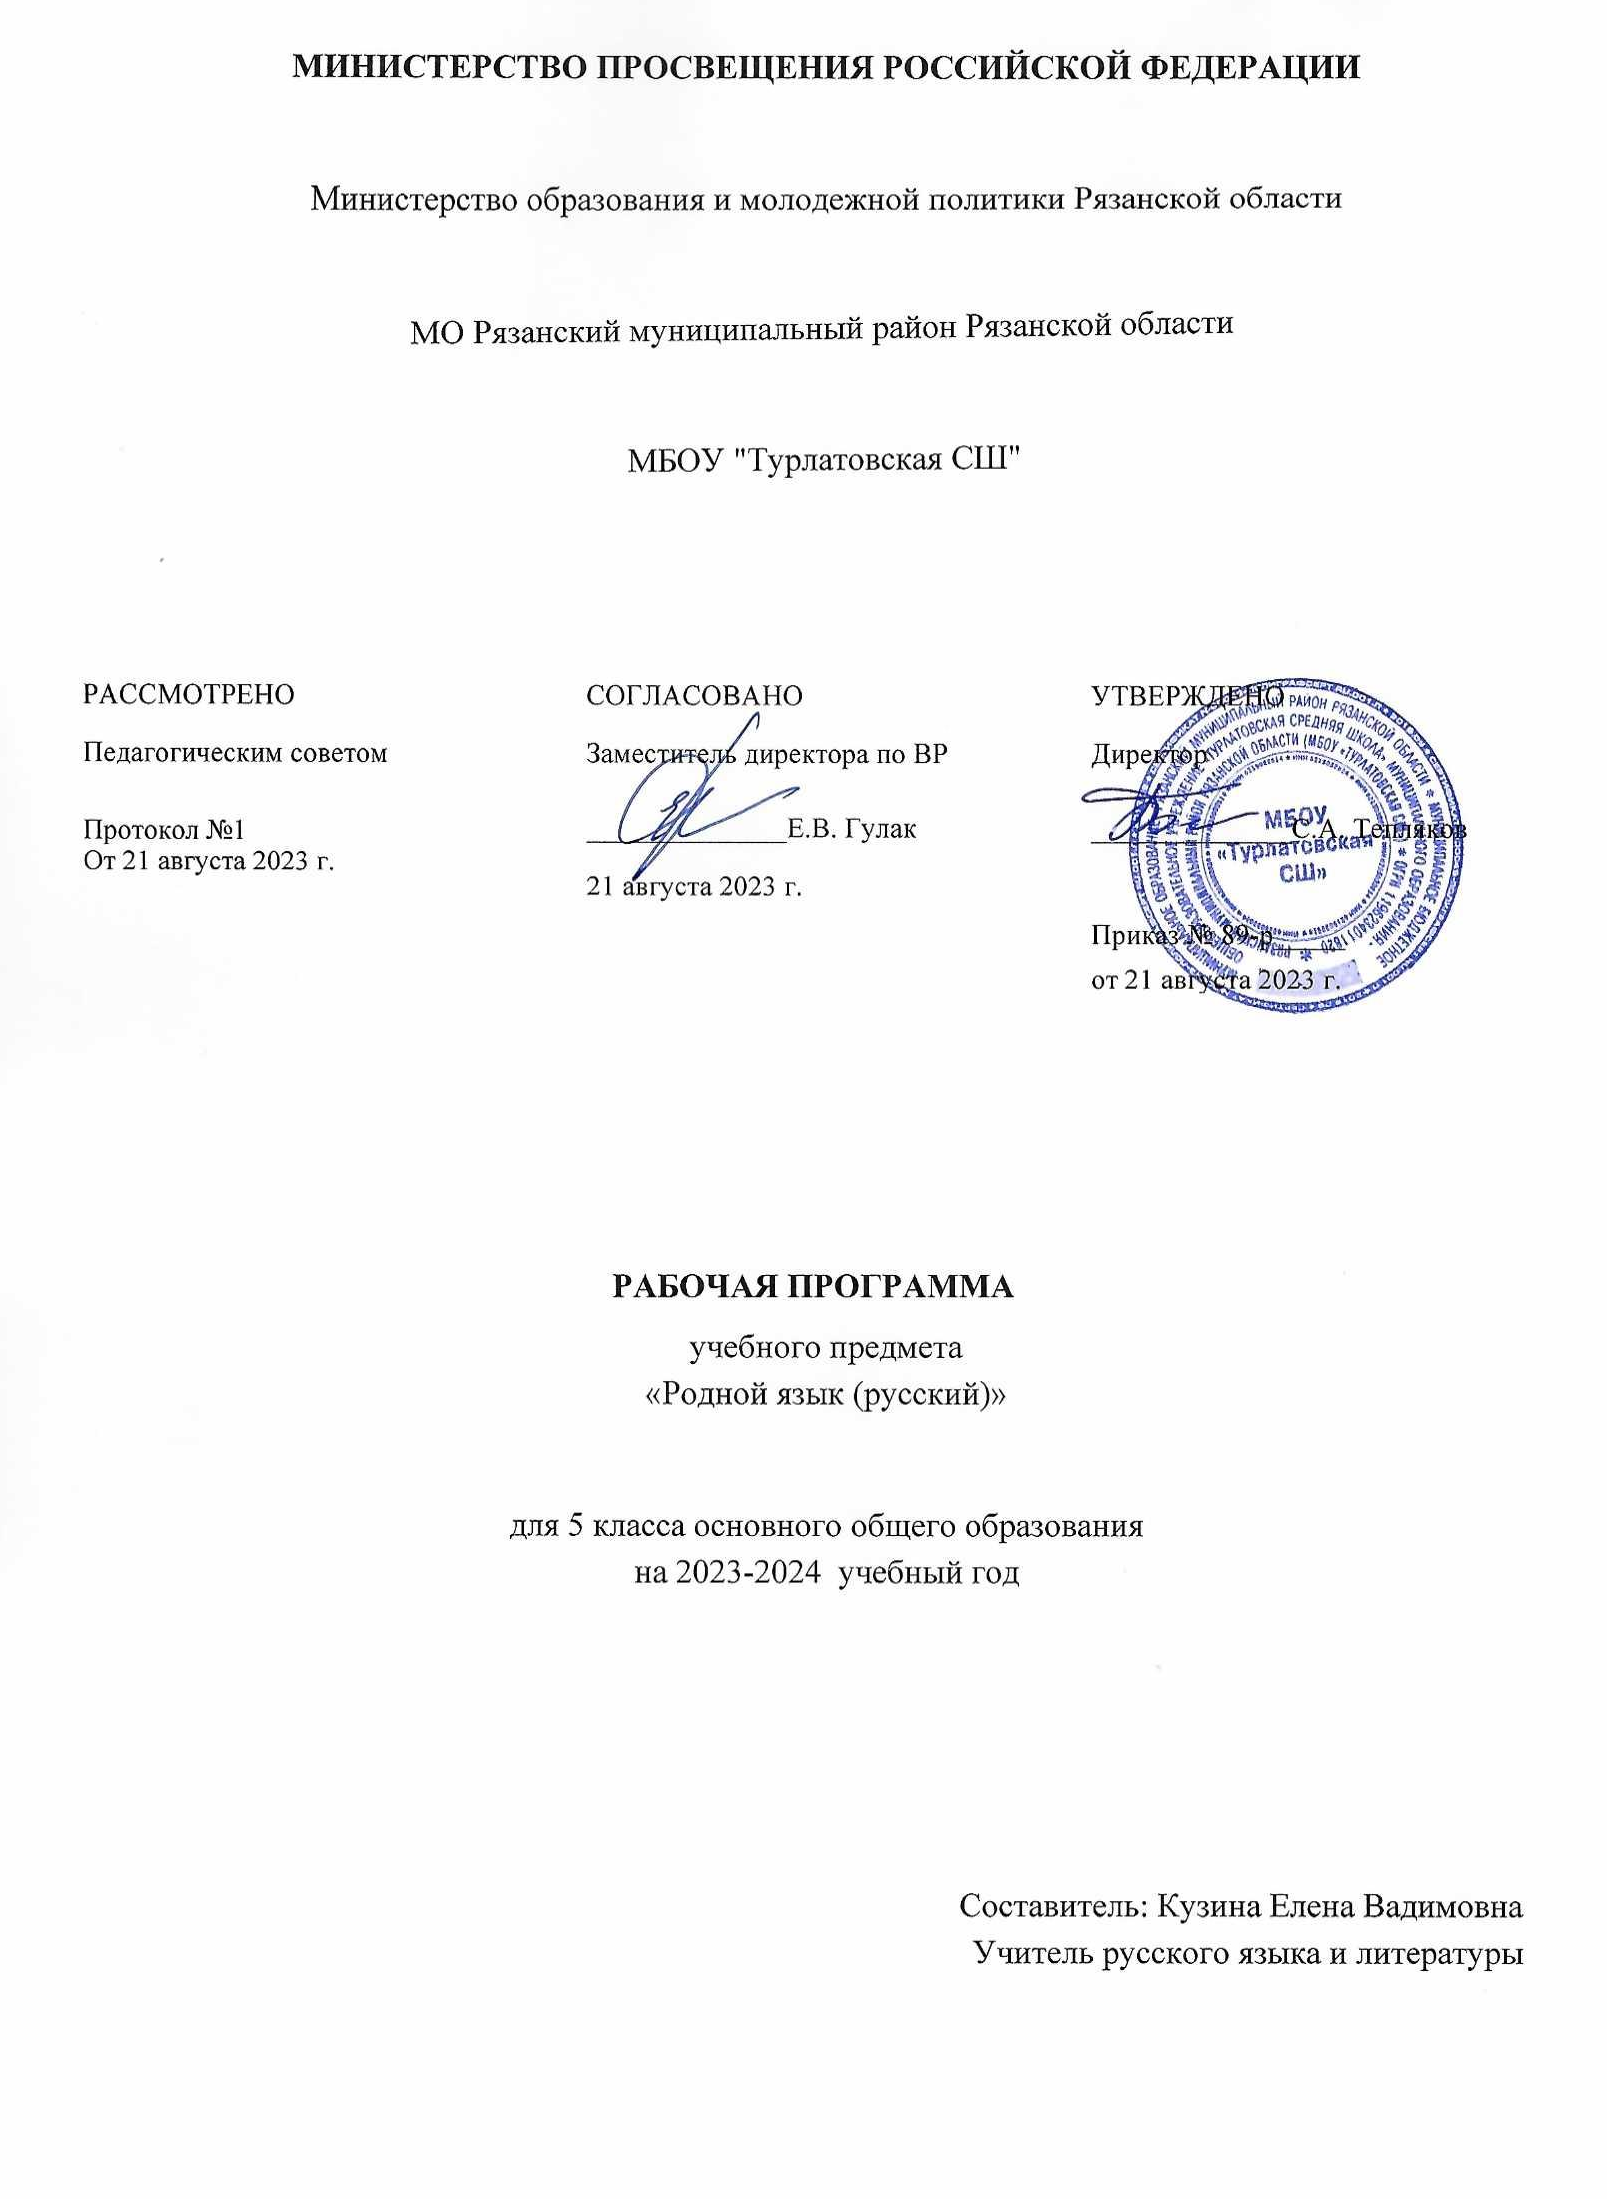 МИНИСТЕРСТВО ПРОСВЕЩЕНИЯ РОССИЙСКОЙ ФЕДЕРАЦИИ
Министерство образования и молодежной политики Рязанской области
МО Рязанский муниципальный район Рязанской области
МБОУ "Турлатовская СШ"
РАССМОТРЕНО
Педагогическим советом
Протокол №1
От 21 августа 2023 г.
СОГЛАСОВАНО
Заместитель директора по ВР
Е.В. Гулак
21 августа 2023 г.
УТВЕРЖДЕНО
Директор
С.А. Тепляков
Приказ № 89-р
от 21 августа 2023 г.
МБОУ
«Турлатовская
СШ»
РАБОЧАЯ ПРОГРАММА
учебного предмета
«Родной язык (русский)»
для 5 класса основного общего образования
на 2023-2024 учебный год
Составитель: Кузина Елена Вадимовна
Учитель русского языка и литературы